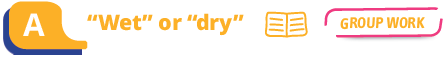 A “Wet” or “dry” GROUP WORK